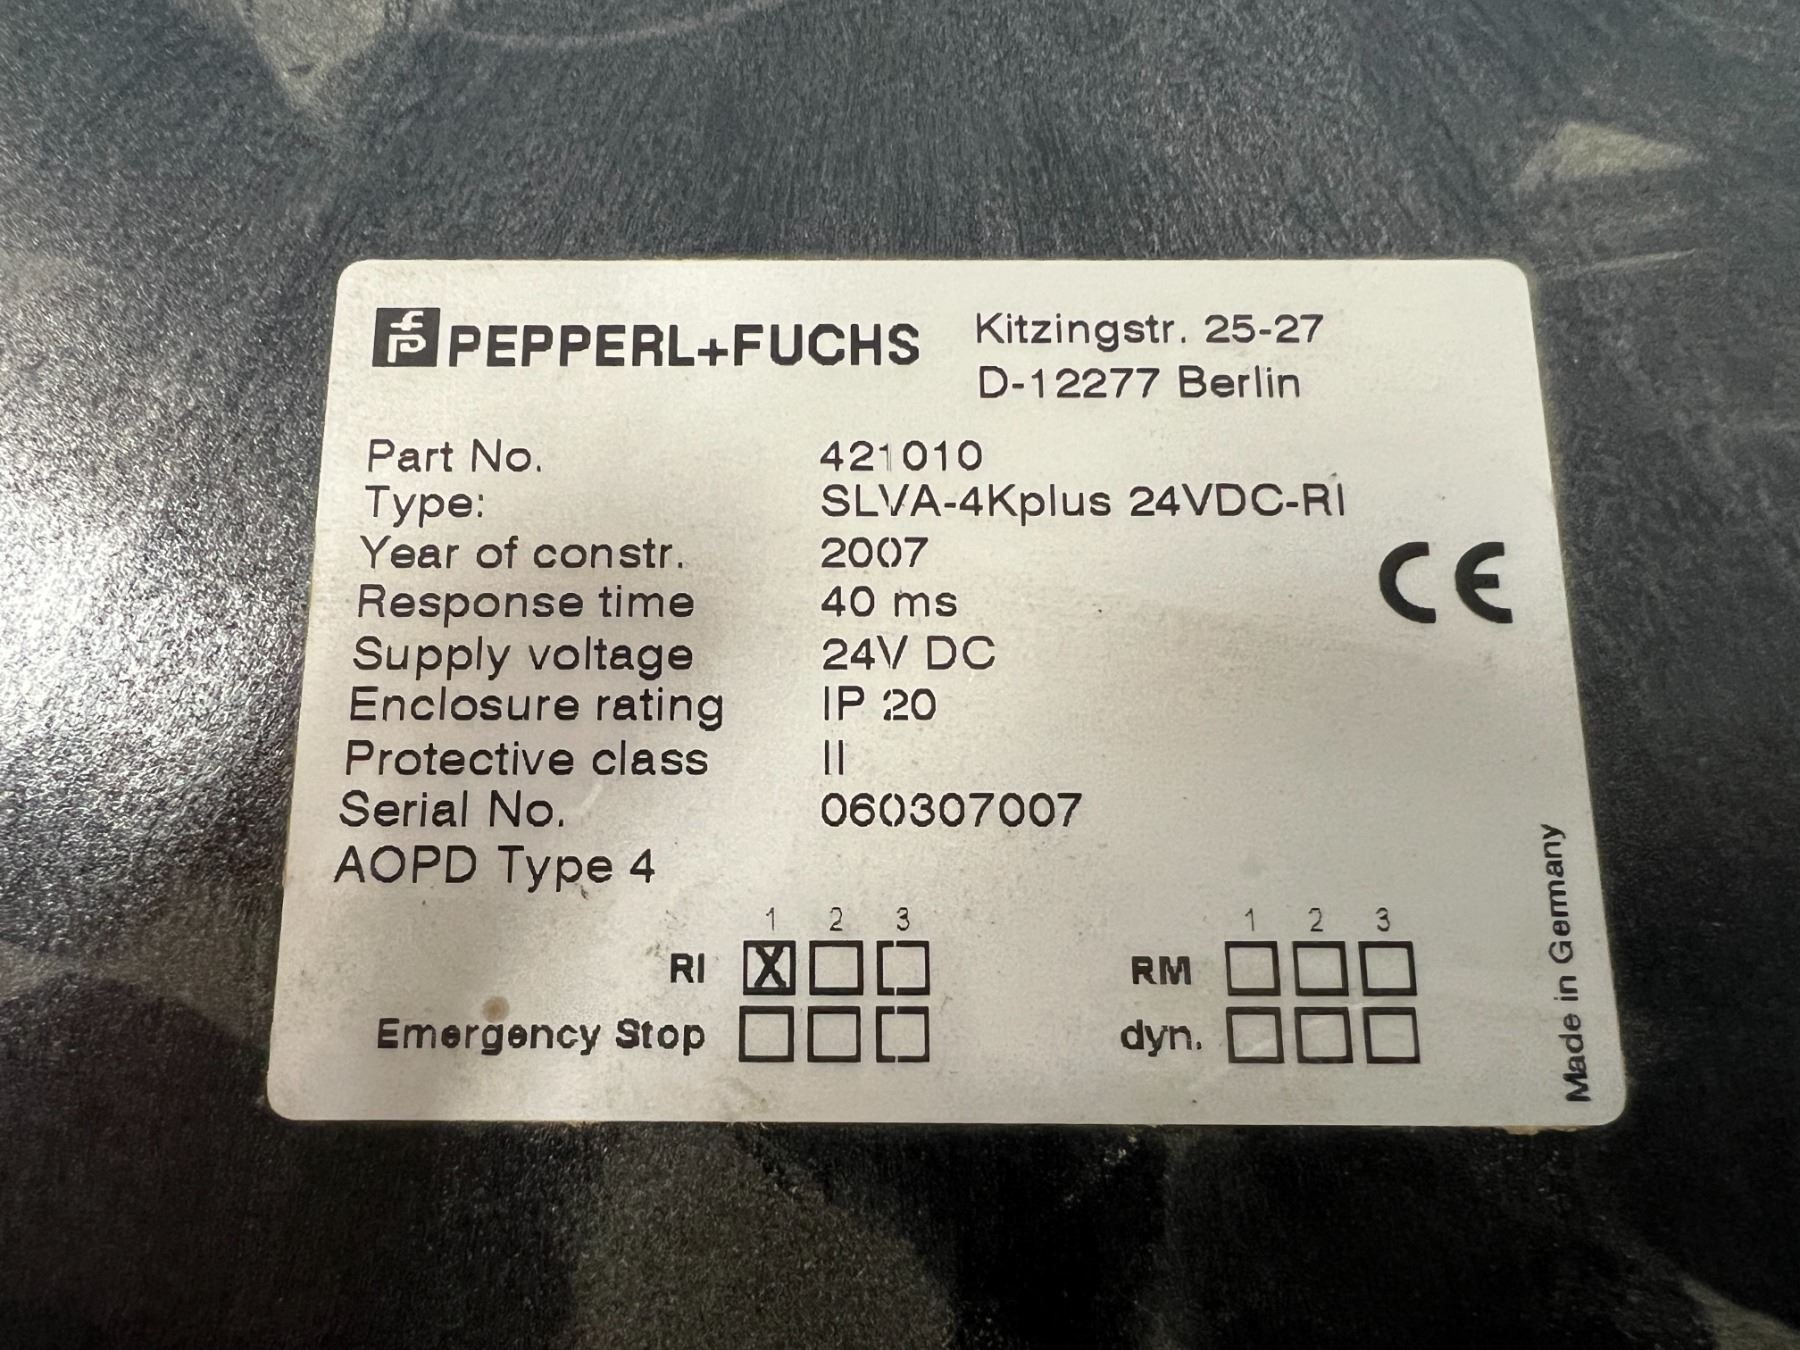 PEPPERL+FUCHS
Kitzingstr. 25-27
D-12277 Berlin
Part No. 421010
Type: SLVA-4Kplus 24VDC-RI
Year of constr. 2007
Response time 40 ms
Supply voltage 24V DC
Enclosure rating IP 20
Protective class II
Serial No. 060307007
AOPD Type 4
CE
1 2 3 1 2 3
RI X RM
Emergency Stop dyn.
Made in Germany